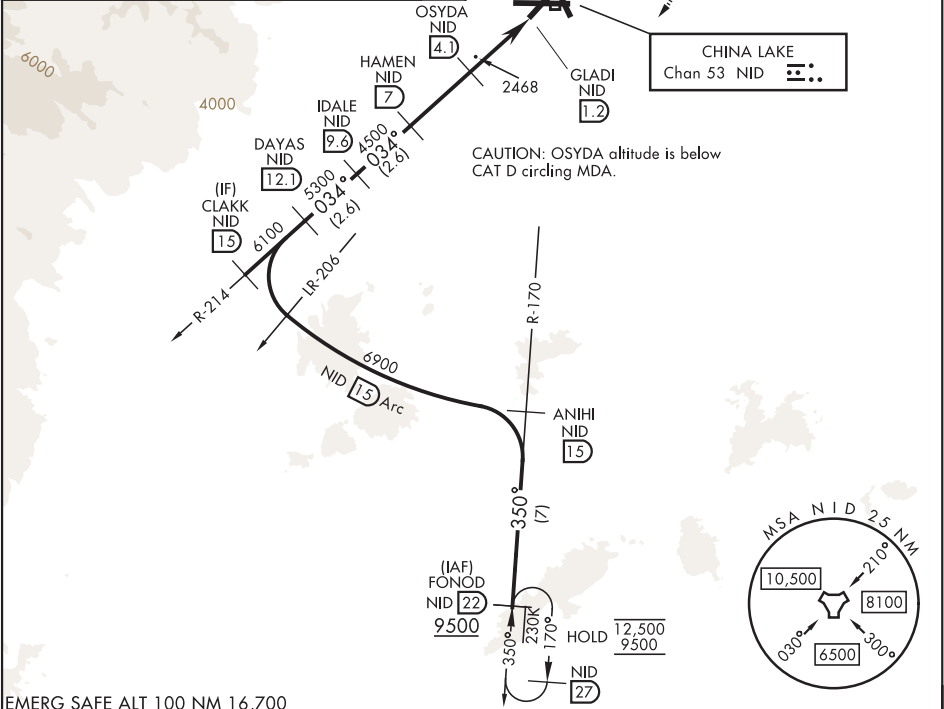 OSYDA
NID
4.1
6000
HAMEN
NID
7
4000
2468
GLADI
NID
1.2
CHINA LAKE
Chan 53 NID
IDALE
NID
9.6
4500
034°
(2.6)
DAYAS
NID
12.1
5300
034°
(2.6)
CAUTION: OSYDA altitude is below
CAT D circling MDA.
(IF)
CLAKK
NID
15
6100
R-214
LR-206
R-170
6900
NID 15 Arc
ANIHI
NID
15
350°
(7)
(IAF)
FONOD
NID 22
9500
350°
230K
170°
HOLD 12,500
9500
NID
27
MSA NID 25 NM
210°
10,500
8100
030°
6500
300°
EMERG SAFE ALT 100 NM 16,700